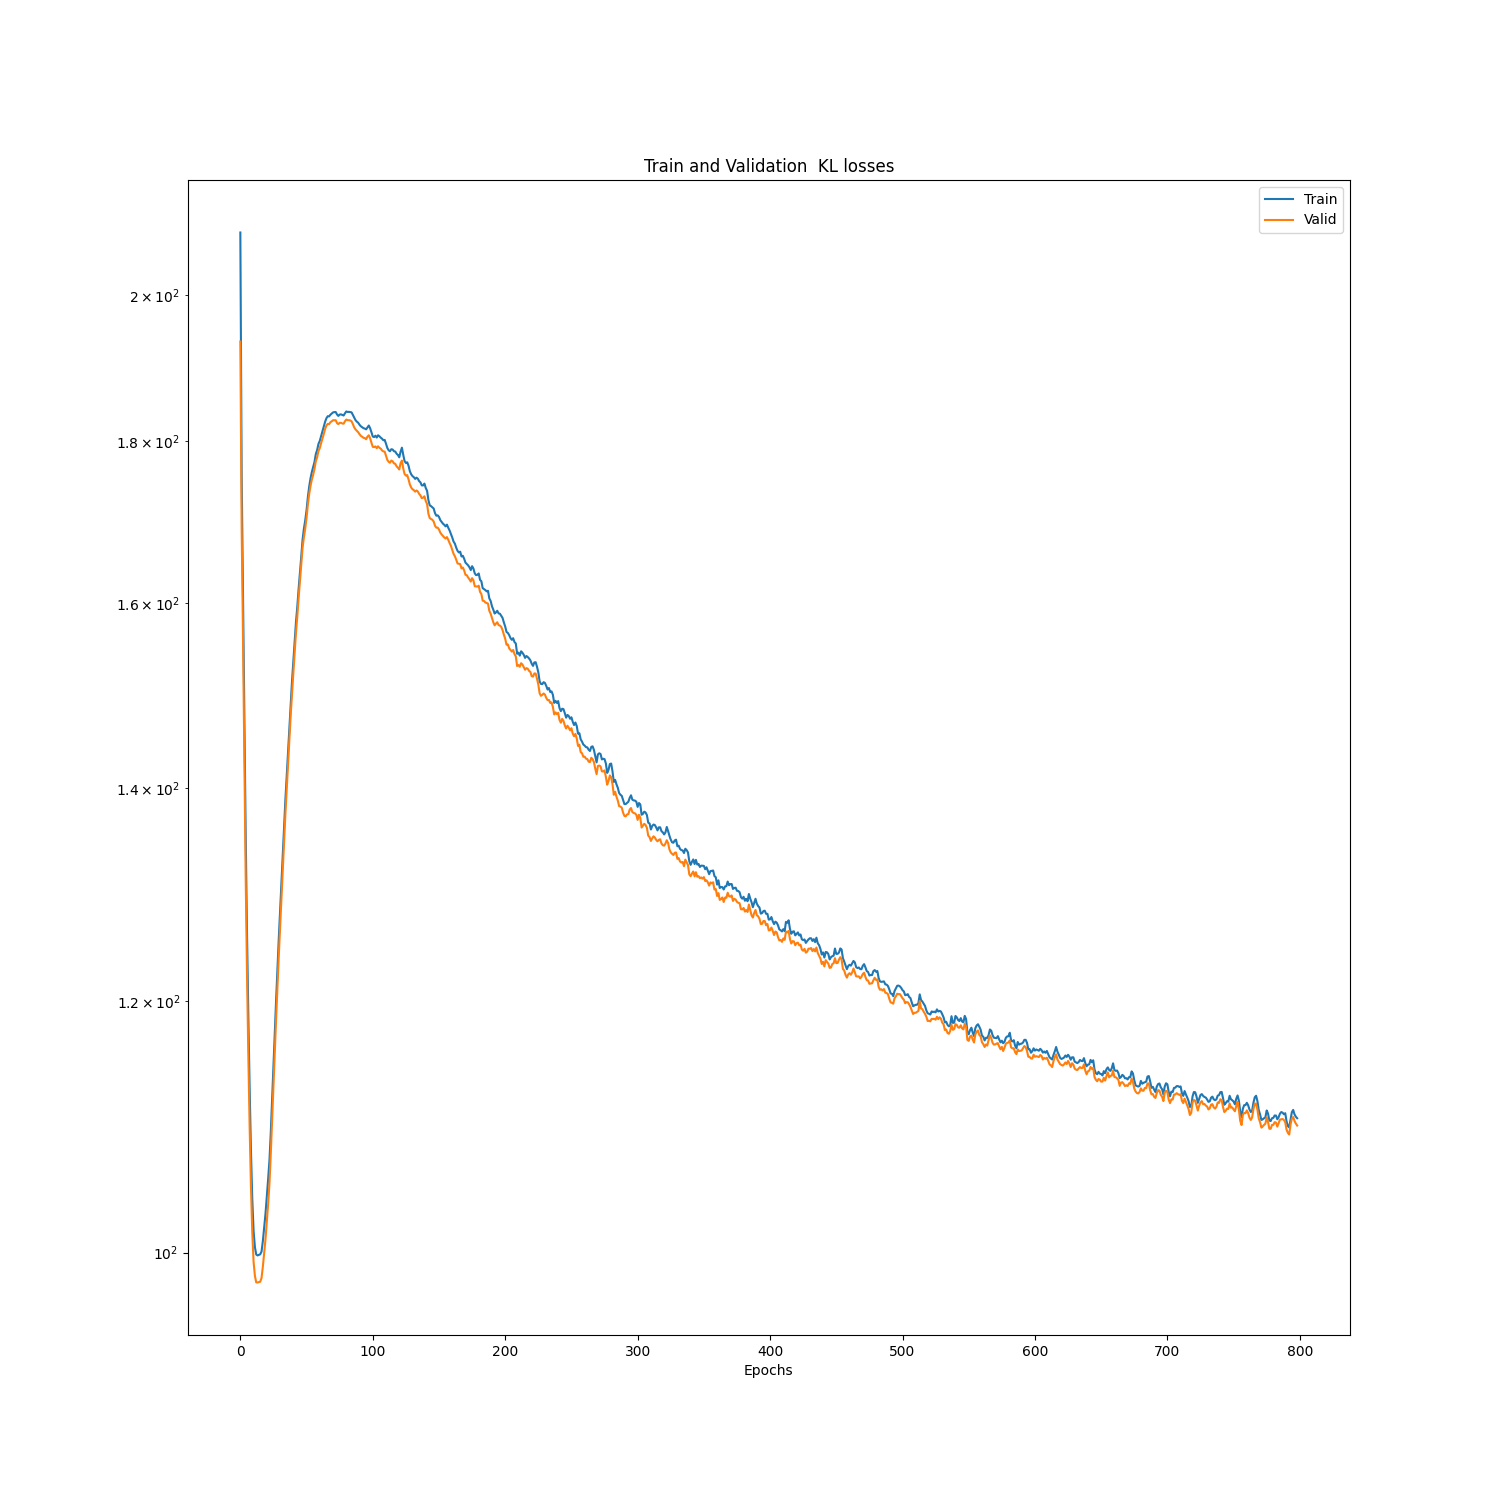 Train and Validation  KL losses
Train
Valid
2 × 10²
1.8 × 10²
1.6 × 10²
1.4 × 10²
1.2 × 10²
10²
0 100 200 300 400 500 600 700 800
Epochs